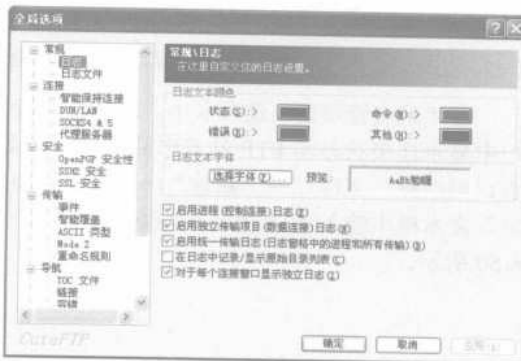 全局选项
常规
日志
日志文件
连接
智能保持连接
DUN/LAN
SOCKS4 & 5
代理服务器
安全
OpenPGP 安全性
SSH2 安全
SSL 安全
传输
事件
智能覆盖
ASCII 类型
Mode Z
重命名规则
导航
TOC 文件
链接
容错
常规\日志
在这里自定义您的日志设置。
日志文本颜色
状态(S):>
命令(M):>
错误(R):>
其他(H):>
日志文本字体
选择字体(F)...
预览:
启用进程(控制连接)日志(E)
启用独立传输项目(数据连接)日志(B)
启用统一传输日志(日志窗格中的进程和所有传输)(N)
在日志中记录/显示原始目录列表(C)
对于每个连接窗口显示独立日志(L)
CuteFTP
确定
取消
应用(A)